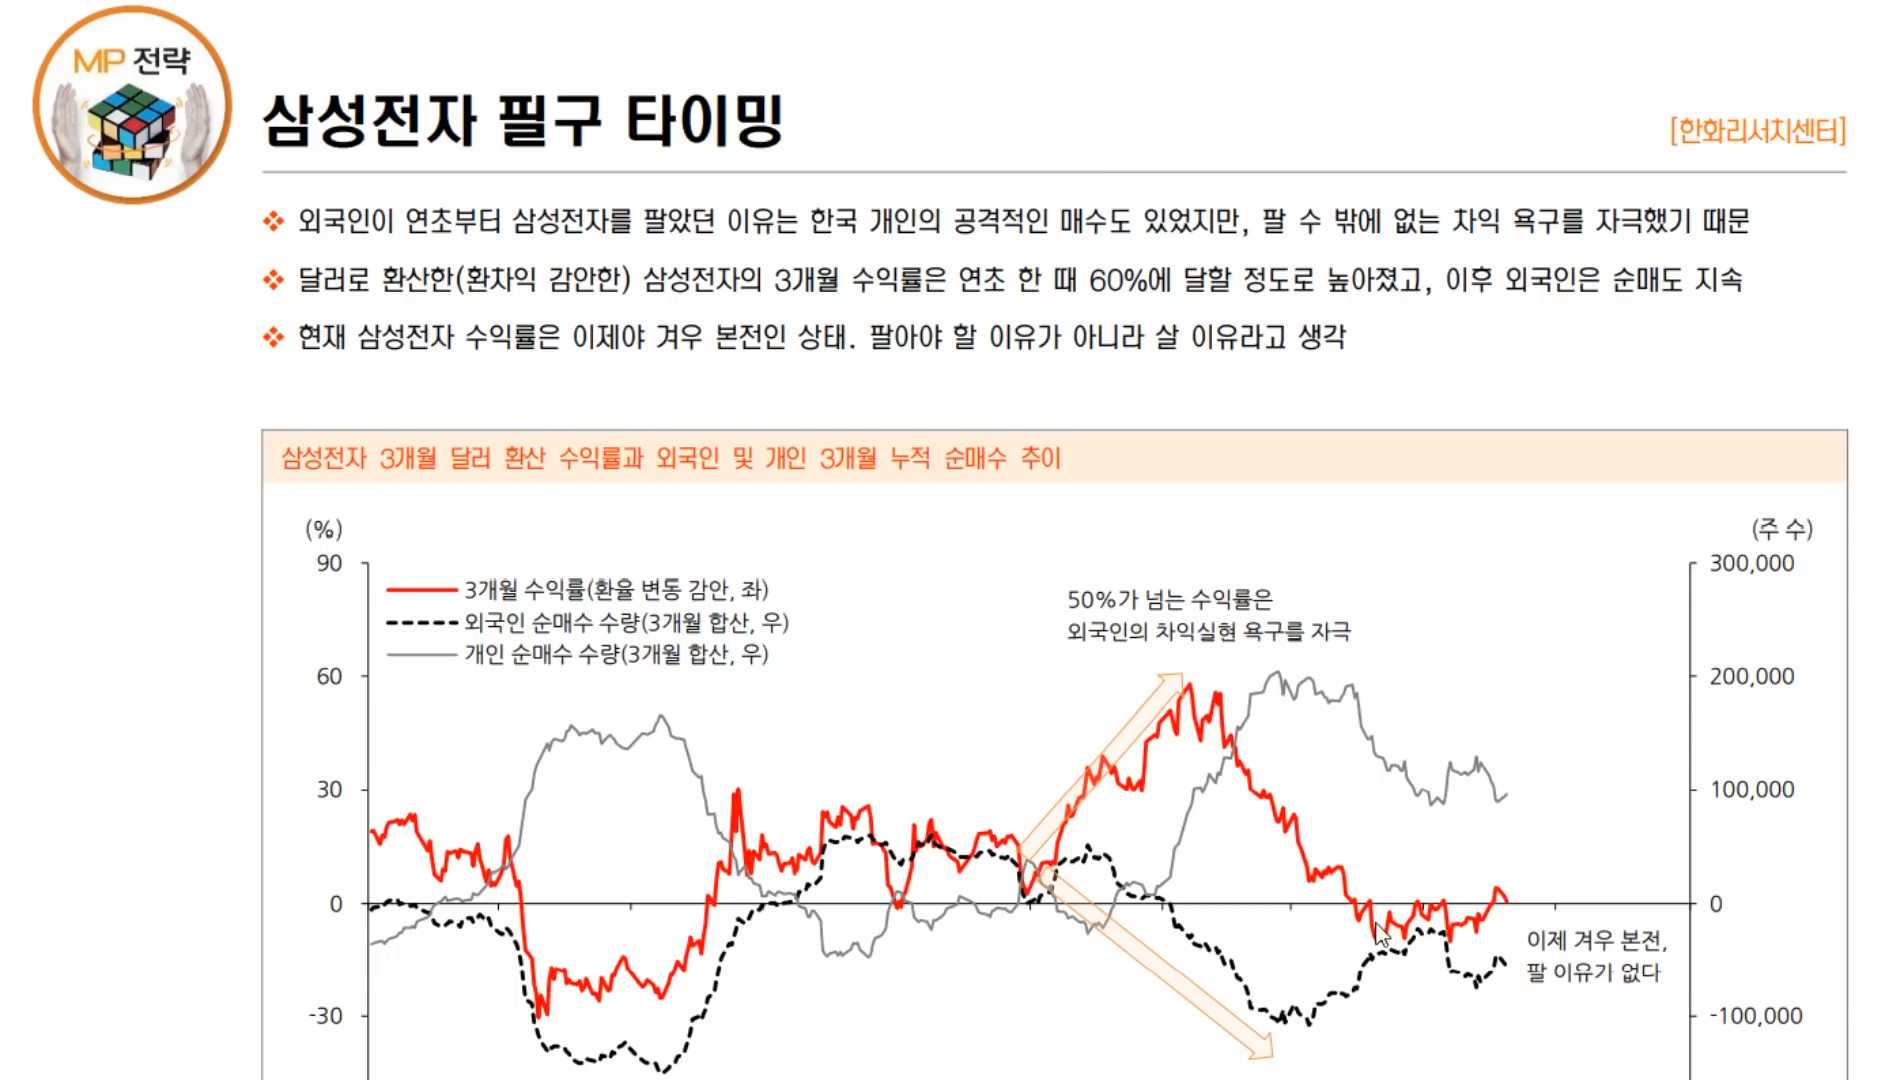 MP 전략
삼성전자 필구 타이밍
[한화리서치센터]
외국인이 연초부터 삼성전자를 팔았던 이유는 한국 개인의 공격적인 매수도 있었지만, 팔 수 밖에 없는 차익 욕구를 자극했기 때문
달러로 환산한(환차익 감안한) 삼성전자의 3개월 수익률은 연초 한 때 60%에 달할 정도로 높아졌고, 이후 외국인은 순매도 지속
현재 삼성전자 수익률은 이제야 겨우 본전인 상태. 팔아야 할 이유가 아니라 살 이유라고 생각
삼성전자 3개월 달러 환산 수익률과 외국인 및 개인 3개월 누적 순매수 추이
(%)
(주 수)
90
60
30
0
-30
3개월 수익률(환율 변동 감안, 좌)
외국인 순매수 수량(3개월 합산, 우)
개인 순매수 수량(3개월 합산, 우)
50%가 넘는 수익률은
외국인의 차익실현 욕구를 자극
300,000
200,000
100,000
0
-100,000
이제 겨우 본전,
팔 이유가 없다